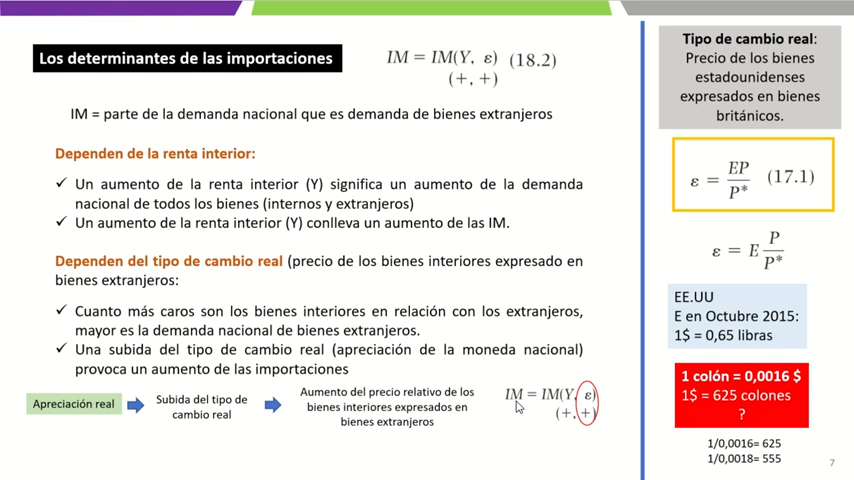 Los determinantes de las importaciones
IM = IM(Y, ε) (18.2)
(+, +)
IM = parte de la demanda nacional que es demanda de bienes extranjeros
Dependen de la renta interior:
✓ Un aumento de la renta interior (Y) significa un aumento de la demanda
nacional de todos los bienes (internos y extranjeros)
✓ Un aumento de la renta interior (Y) conlleva un aumento de las IM.
Dependen del tipo de cambio real (precio de los bienes interiores expresado en
bienes extranjeros:
✓ Cuanto más caros son los bienes interiores en relación con los extranjeros,
mayor es la demanda nacional de bienes extranjeros.
✓ Una subida del tipo de cambio real (apreciación de la moneda nacional)
provoca un aumento de las importaciones
Apreciación real
Subida del tipo de
cambio real
Aumento del precio relativo de los
bienes interiores expresados en
bienes extranjeros
IM = IM(Y, ε)
(+, +)
Tipo de cambio real:
Precio de los bienes
estadounidenses
expresados en bienes
británicos.
ε = EP/P* (17.1)
ε = E P/P*
EE.UU
E en Octubre 2015:
1$ = 0,65 libras
1 colón = 0,0016 $
1$ = 625 colones
?
1/0,0016= 625
1/0,0018= 555
7